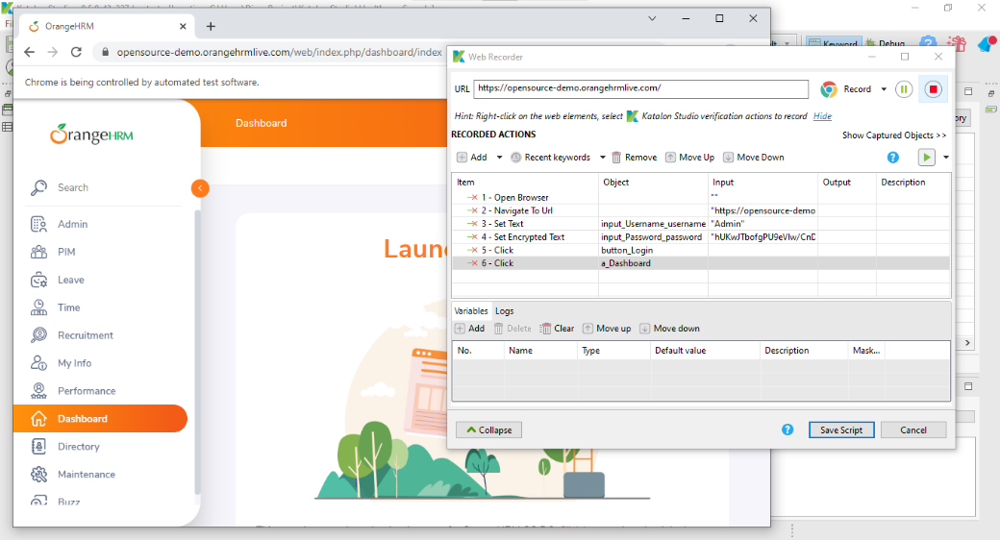 OrangeHRM
opensource-demo.orangehrmlive.com/web/index.php/dashboard/index
Chrome is being controlled by automated test software.
OrangeHRM
Dashboard
Search
Admin
PIM
Leave
Time
Recruitment
My Info
Performance
Dashboard
Directory
Maintenance
Buzz
Laun
Keyword
Debug
Web Recorder
URL https://opensource-demo.orangehrmlive.com/ Record
Hint: Right-click on the web elements, select Katalon Studio verification actions to record Hide
RECORDED ACTIONS Show Captured Objects >>
Add Recent keywords Remove Move Up Move Down
Item Object Input Output Description
1 - Open Browser ""
2 - Navigate To Url "https://opensource-demo
3 - Set Text input_Username_username "Admin"
4 - Set Encrypted Text input_Password_password "hUKwJTbofgPU9eVlw/CnD
5 - Click button_Login
6 - Click a_Dashboard
Variables Logs
Add Delete Clear Move up Move down
No. Name Type Default value Description Mask...
Collapse Save Script Cancel